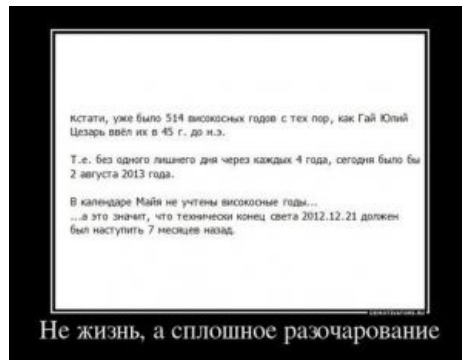 Кстати, уже было 514 високосных годов с тех пор, как Гай Юлий
Цезарь ввёл их в 45 г. до н.э.
Т.е. без одного лишнего дня через каждых 4 года, сегодня было бы
2 августа 2013 года.
В календаре Майя не учтены високосные годы...
...а это значит, что технически конец света 2012.12.21 должен
был наступить 7 месяцев назад.
Не жизнь, а сплошное разочарование